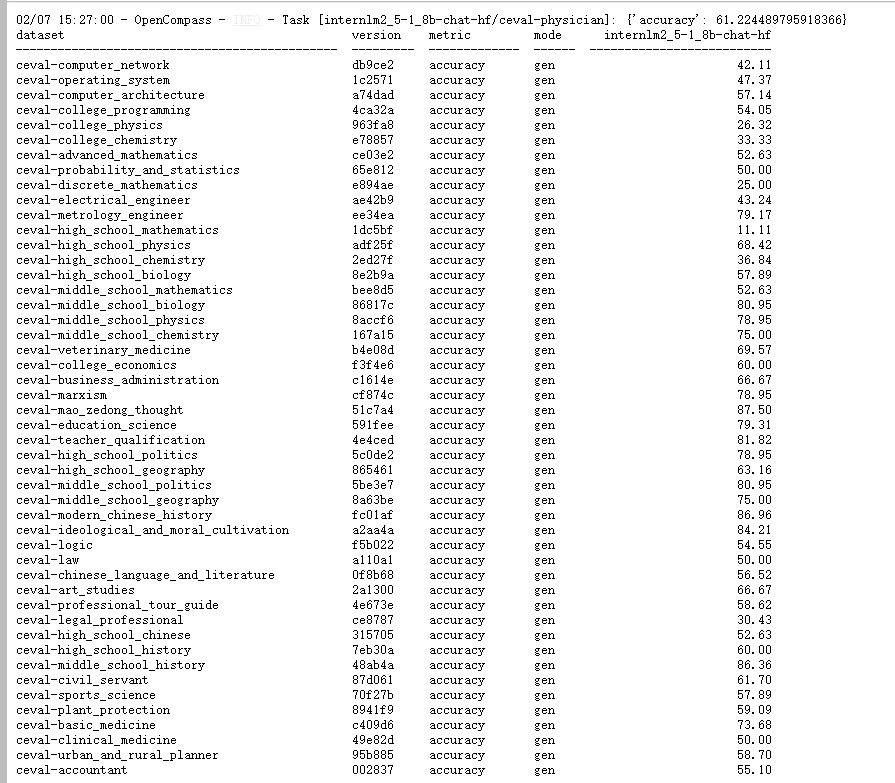 02/07 15:27:00 - OpenCompass - INFO - Task [internlm2_5-1_8b-chat-hf/ceval-physician]: {'accuracy': 61.224489795918366}
dataset version metric mode internlm2_5-1_8b-chat-hf
ceval-computer_network db9ce2 accuracy gen 42.11
ceval-operating_system 1c2571 accuracy gen 47.37
ceval-computer_architecture a74dad accuracy gen 57.14
ceval-college_programming 4ca32a accuracy gen 54.05
ceval-college_physics 963fa8 accuracy gen 26.32
ceval-college_chemistry e78857 accuracy gen 33.33
ceval-advanced_mathematics ce03e2 accuracy gen 52.63
ceval-probability_and_statistics 65e812 accuracy gen 50.00
ceval-discrete_mathematics e894ae accuracy gen 25.00
ceval-electrical_engineer ae42b9 accuracy gen 43.24
ceval-metrology_engineer ee34ea accuracy gen 79.17
ceval-high_school_mathematics 1dc5bf accuracy gen 11.11
ceval-high_school_physics adf25f accuracy gen 68.42
ceval-high_school_chemistry 2ed27f accuracy gen 36.84
ceval-high_school_biology 8e2b9a accuracy gen 57.89
ceval-middle_school_mathematics bee8d5 accuracy gen 52.63
ceval-middle_school_biology 86817c accuracy gen 80.95
ceval-middle_school_physics 8accf6 accuracy gen 78.95
ceval-middle_school_chemistry 167a15 accuracy gen 75.00
ceval-veterinary_medicine b4e08d accuracy gen 69.57
ceval-college_economics f3f4e6 accuracy gen 60.00
ceval-business_administration c1614e accuracy gen 66.67
ceval-marxism cf874c accuracy gen 78.95
ceval-mao_zedong_thought 51c7a4 accuracy gen 87.50
ceval-education_science 591fee accuracy gen 79.31
ceval-teacher_qualification 4e4ced accuracy gen 81.82
ceval-high_school_politics 5c0de2 accuracy gen 78.95
ceval-high_school_geography 865461 accuracy gen 63.16
ceval-middle_school_politics 5be3e7 accuracy gen 80.95
ceval-middle_school_geography 8a63be accuracy gen 75.00
ceval-modern_chinese_history fc01af accuracy gen 86.96
ceval-ideological_and_moral_cultivation a2aa4a accuracy gen 84.21
ceval-logic f5b022 accuracy gen 54.55
ceval-law a110a1 accuracy gen 50.00
ceval-chinese_language_and_literature 0f8b68 accuracy gen 56.52
ceval-art_studies 2a1300 accuracy gen 66.67
ceval-professional_tour_guide 4e673e accuracy gen 58.62
ceval-legal_professional ce8787 accuracy gen 30.43
ceval-high_school_chinese 315705 accuracy gen 52.63
ceval-high_school_history 7eb30a accuracy gen 60.00
ceval-middle_school_history 48ab4a accuracy gen 86.36
ceval-civil_servant 87d061 accuracy gen 61.70
ceval-sports_science 70f27b accuracy gen 57.89
ceval-plant_protection 8941f9 accuracy gen 59.09
ceval-basic_medicine c409d6 accuracy gen 73.68
ceval-clinical_medicine 49e82d accuracy gen 50.00
ceval-urban_and_rural_planner 95b885 accuracy gen 58.70
ceval-accountant 002837 accuracy gen 55.10